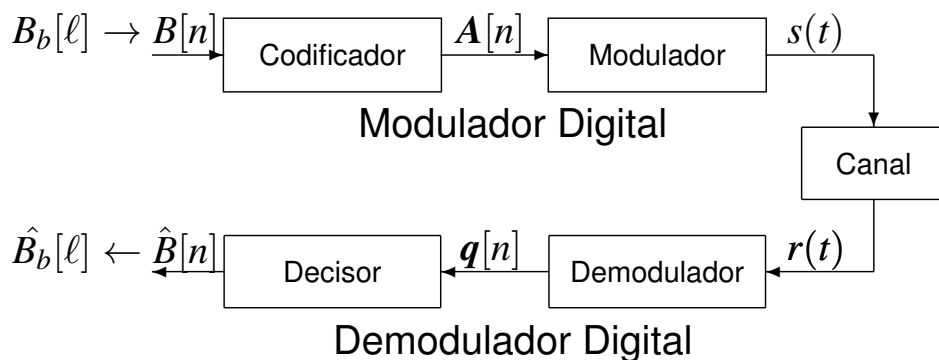 B_b[ℓ] → B[n] Codificador A[n] Modulador s(t)
Modulador Digital
Canal
B̂_b[ℓ] ← B̂[n] Decisor q[n] Demodulador r(t)
Demodulador Digital